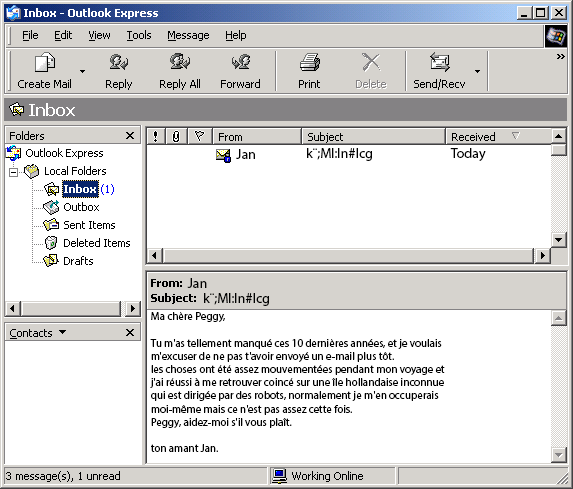 Inbox - Outlook Express
File Edit View Tools Message Help
Create Mail Reply Reply All Forward Print Delete Send/Recv
Inbox
Folders
Outlook Express
Local Folders
Inbox (1)
Outbox
Sent Items
Deleted Items
Drafts
Contacts
! From Subject Received
Jan k¨;Ml:ln#lcg Today
From: Jan
Subject: k¨;Ml:ln#lcg
Ma chère Peggy,
Tu m'as tellement manqué ces 10 dernières années, et je voulais
m'excuser de ne pas t'avoir envoyé un e-mail plus tôt.
les choses ont été assez mouvementées pendant mon voyage et
j'ai réussi à me retrouver coincé sur une île hollandaise inconnue
qui est dirigée par des robots, normalement je m'en occuperais
moi-même mais ce n'est pas assez cette fois.
Peggy, aidez-moi s'il vous plaît.
ton amant Jan.
3 message(s), 1 unread
Working Online